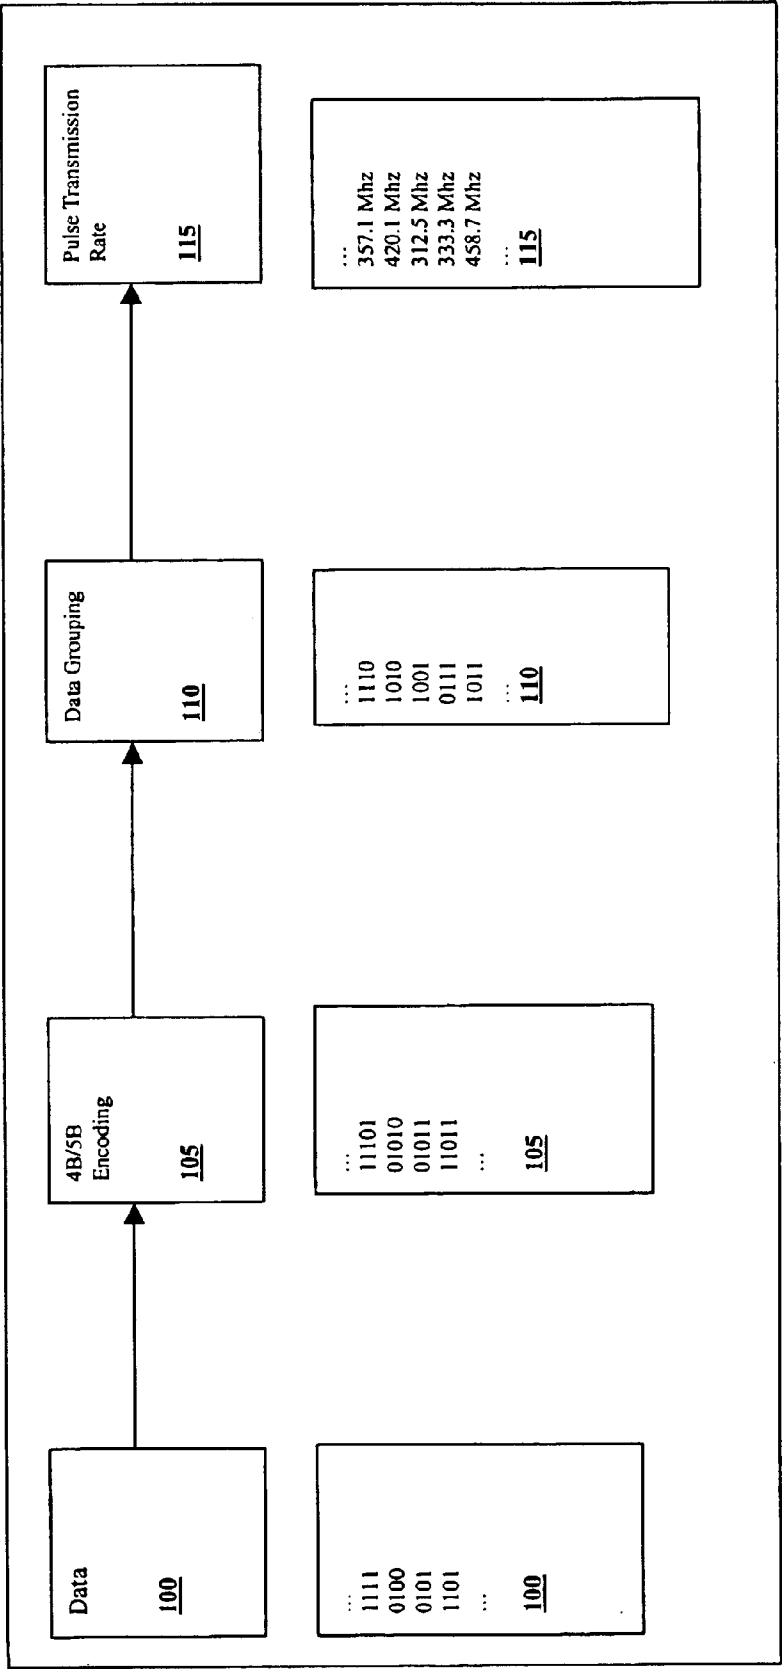 Data
100
4B/5B
Encoding
105
Data Grouping
110
Pulse Transmission
Rate
115
...
1111
0100
0101
1101
...
100
...
11101
01010
01011
11011
...
105
...
1110
1010
1001
0111
1011
...
110
...
357.1 Mhz
420.1 Mhz
312.5 Mhz
333.3 Mhz
458.7 Mhz
...
115